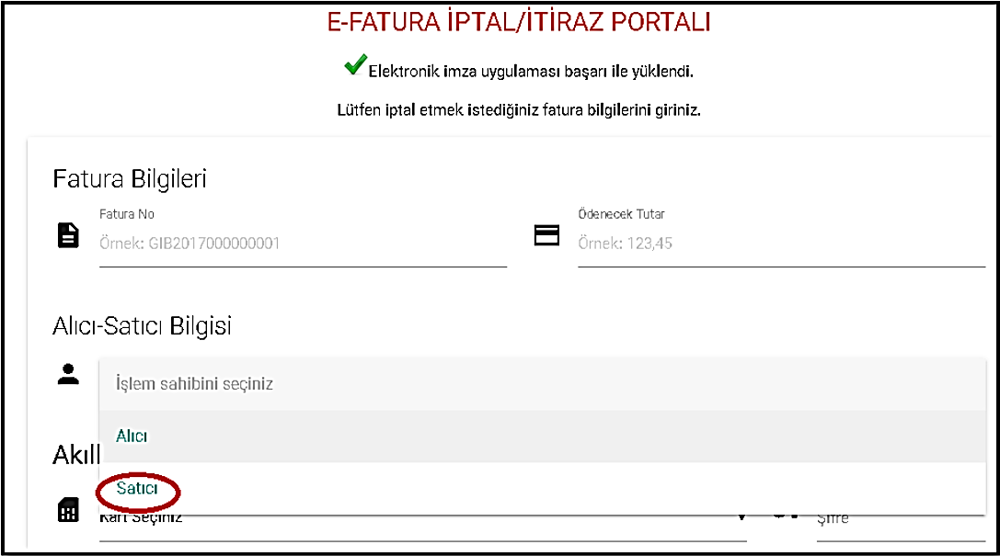 E-FATURA İPTAL/İTİRAZ PORTALI
Elektronik imza uygulaması başarı ile yüklendi.
Lütfen iptal etmek istediğiniz fatura bilgilerini giriniz.
Fatura Bilgileri
Fatura No
Ödenecek Tutar
Örnek: GIB2017000000001
Örnek: 123,45
Alıcı-Satıcı Bilgisi
İşlem sahibini seçiniz
Alıcı
Akıll
Satıcı
Kart Seçiniz
Şifre